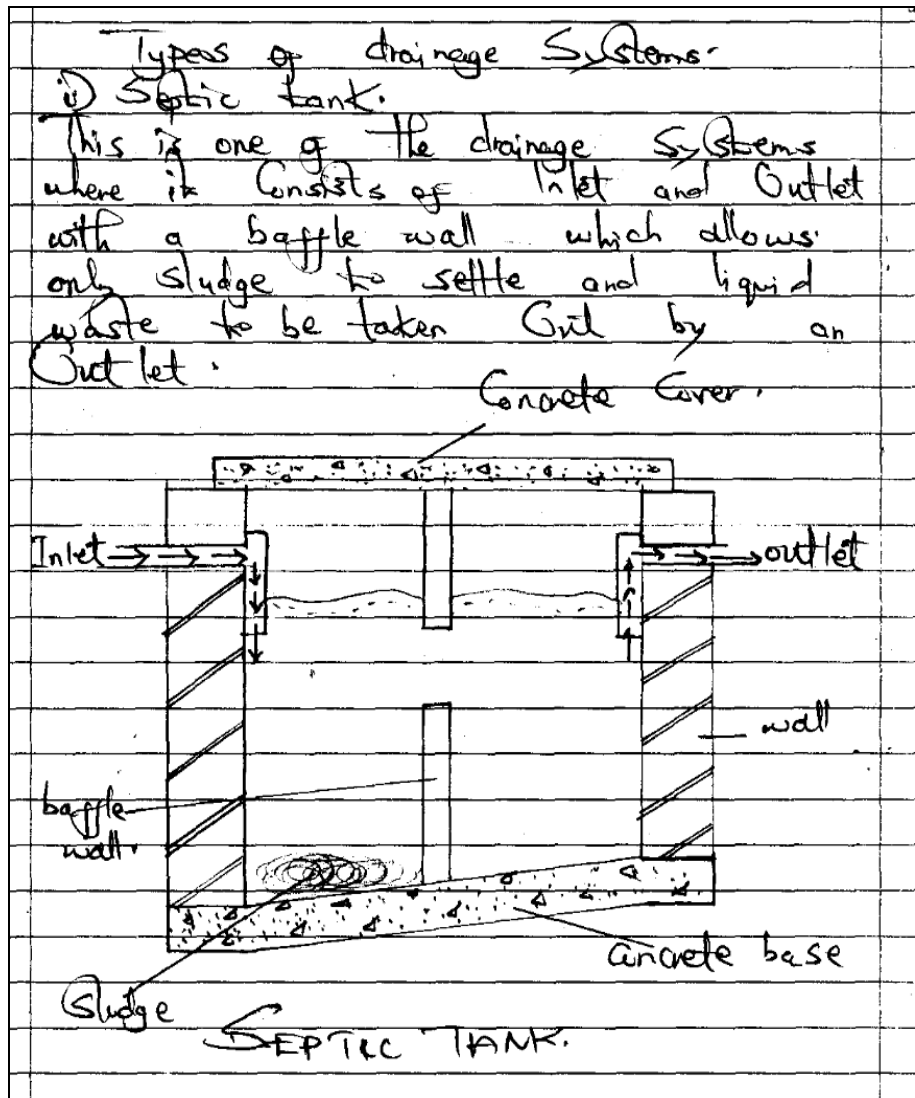 Types of drainage Systems.
i) Septic tank.
This is one of the drainage Systems
where it Consists of Inlet and Outlet
with a baffle wall which allows
only sludge to settle and liquid
waste to be taken Out by an
Outlet.
Concrete Cover.
Inlet
outlet
wall
baffle
wall.
concrete base
Sludge
SEPTIC TANK.